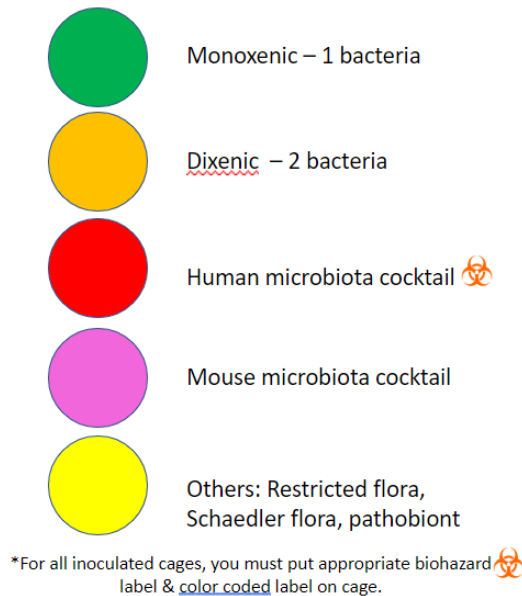 Monoxenic – 1 bacteria
Dixenic – 2 bacteria
Human microbiota cocktail
Mouse microbiota cocktail
Others: Restricted flora,
Schaedler flora, pathobiont
*For all inoculated cages, you must put appropriate biohazard
label & color coded label on cage.